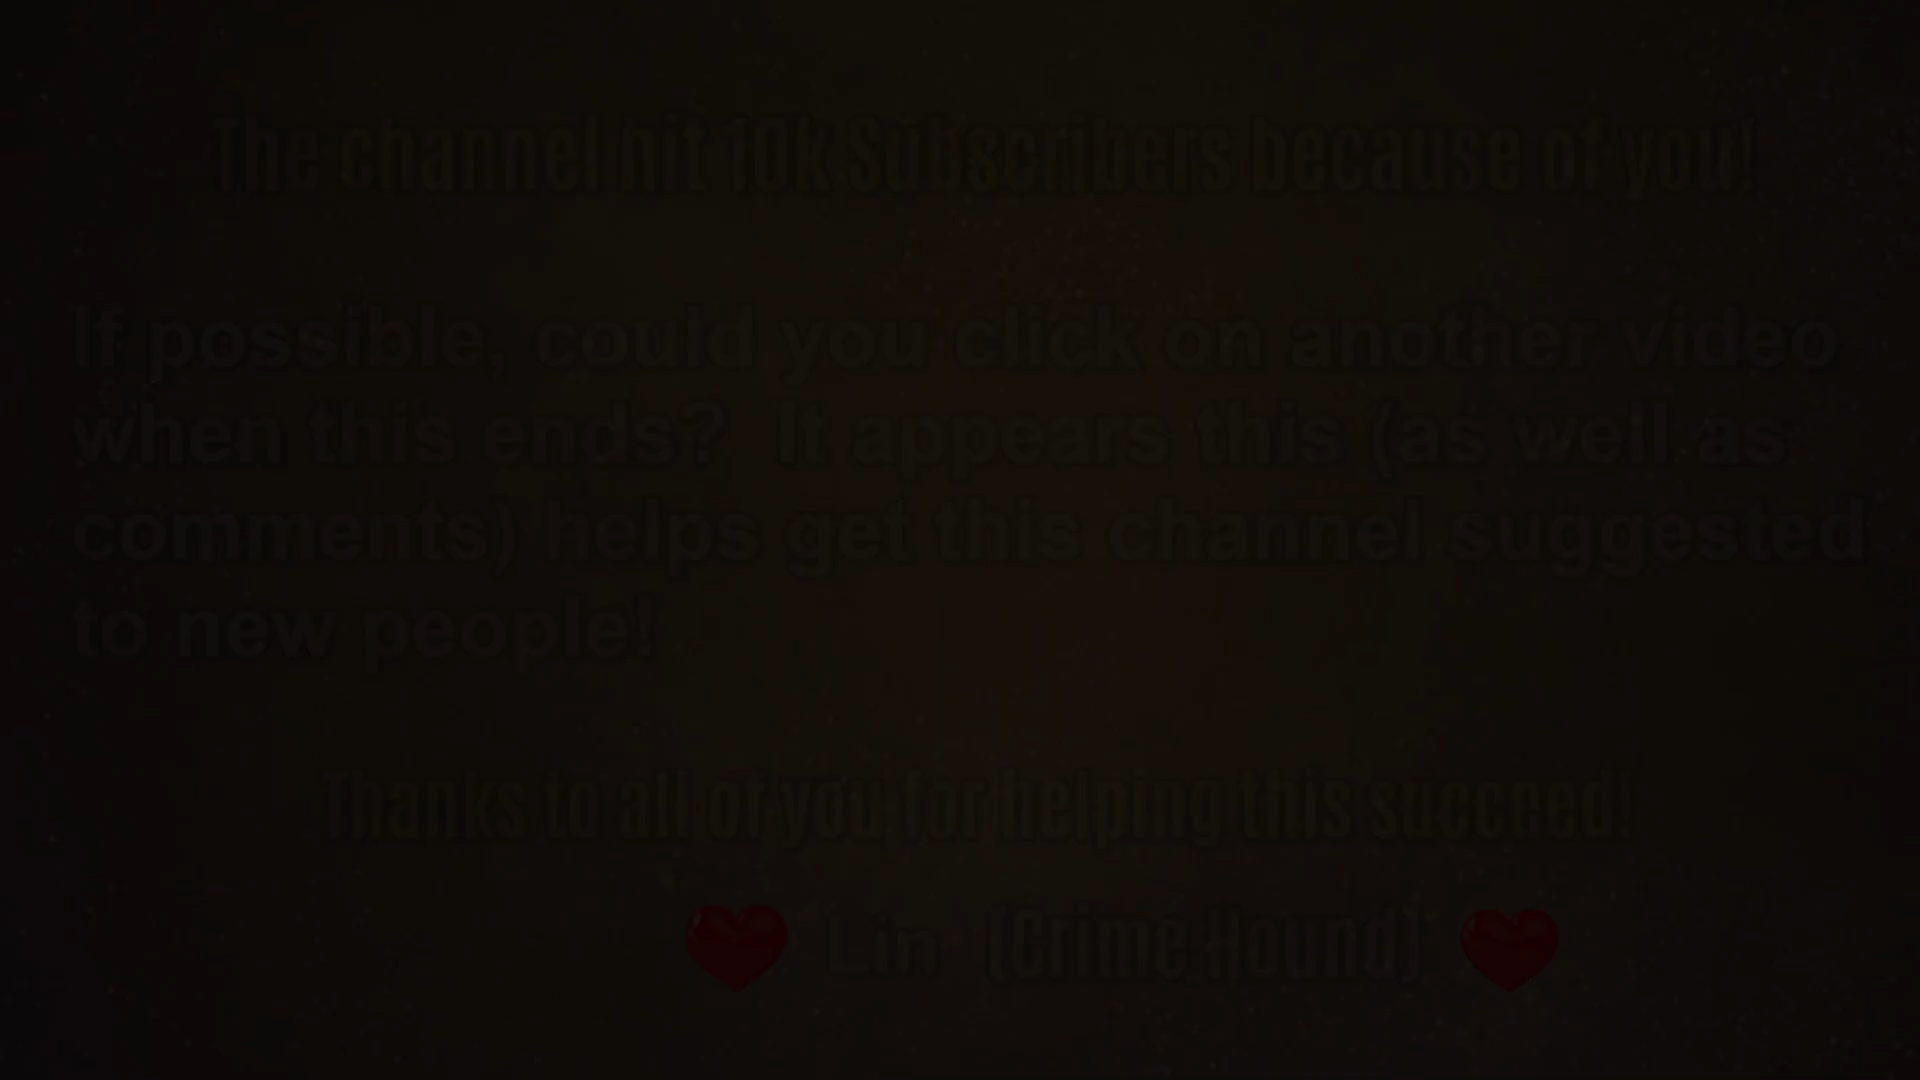 The channel hit 10k Subscribers because of you!
If possible, could you click on another video
when this ends?  It appears this (as well as
comments) helps get this channel suggested
to new people!
Thanks to all of you for helping this succeed!
Lin (Crime Hound)